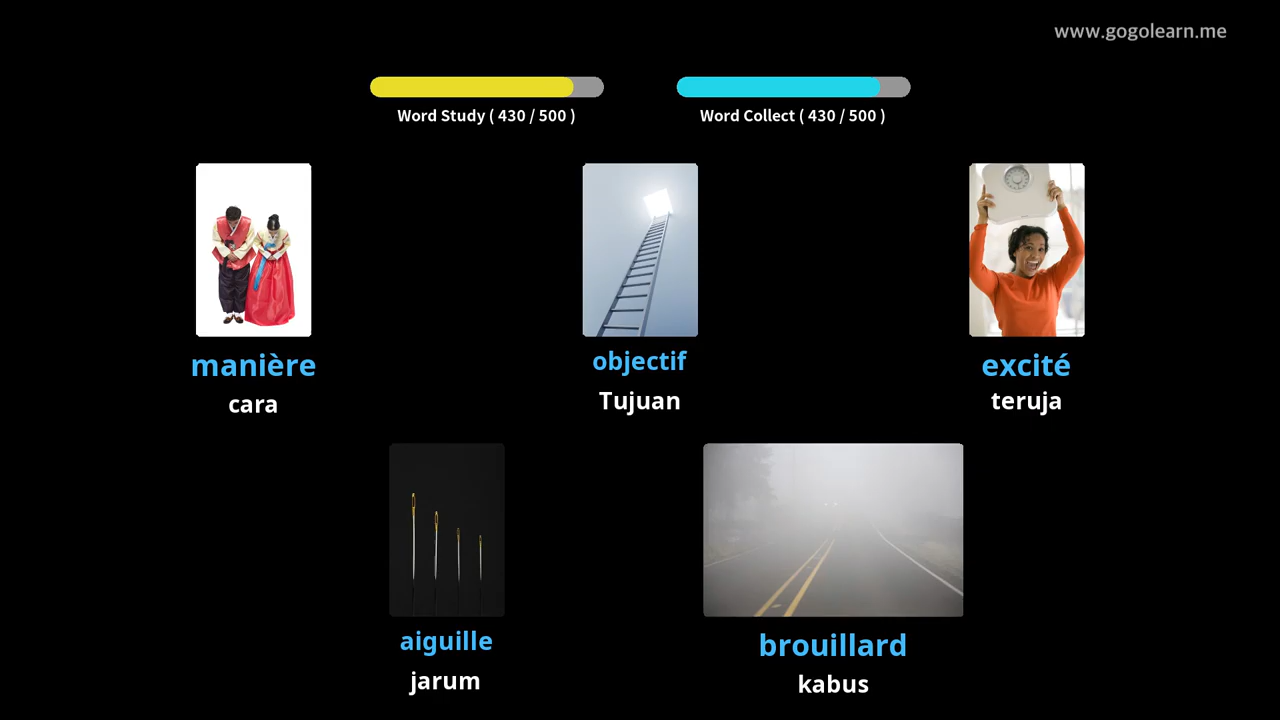 www.gogolearn.me
Word Study ( 430 / 500 )
Word Collect ( 430 / 500 )
manière
cara
objectif
Tujuan
excité
teruja
aiguille
jarum
brouillard
kabus